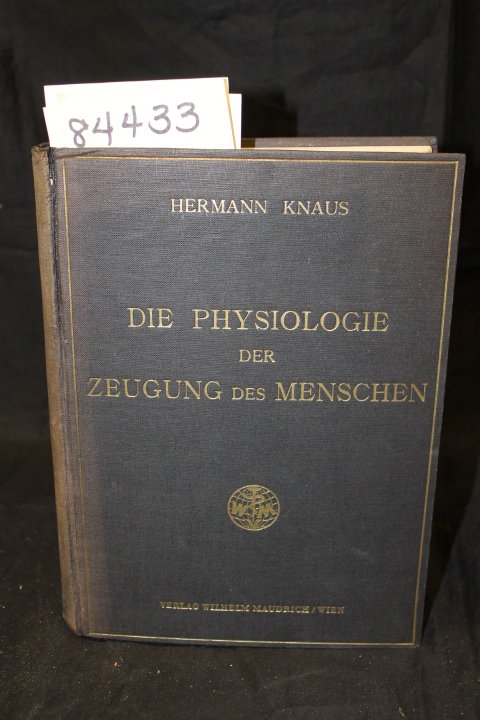 84433
HERMANN KNAUS
DIE PHYSIOLOGIE
DER
ZEUGUNG DES MENSCHEN
W M
VERLAG WILHELM MAUDRICH / WIEN